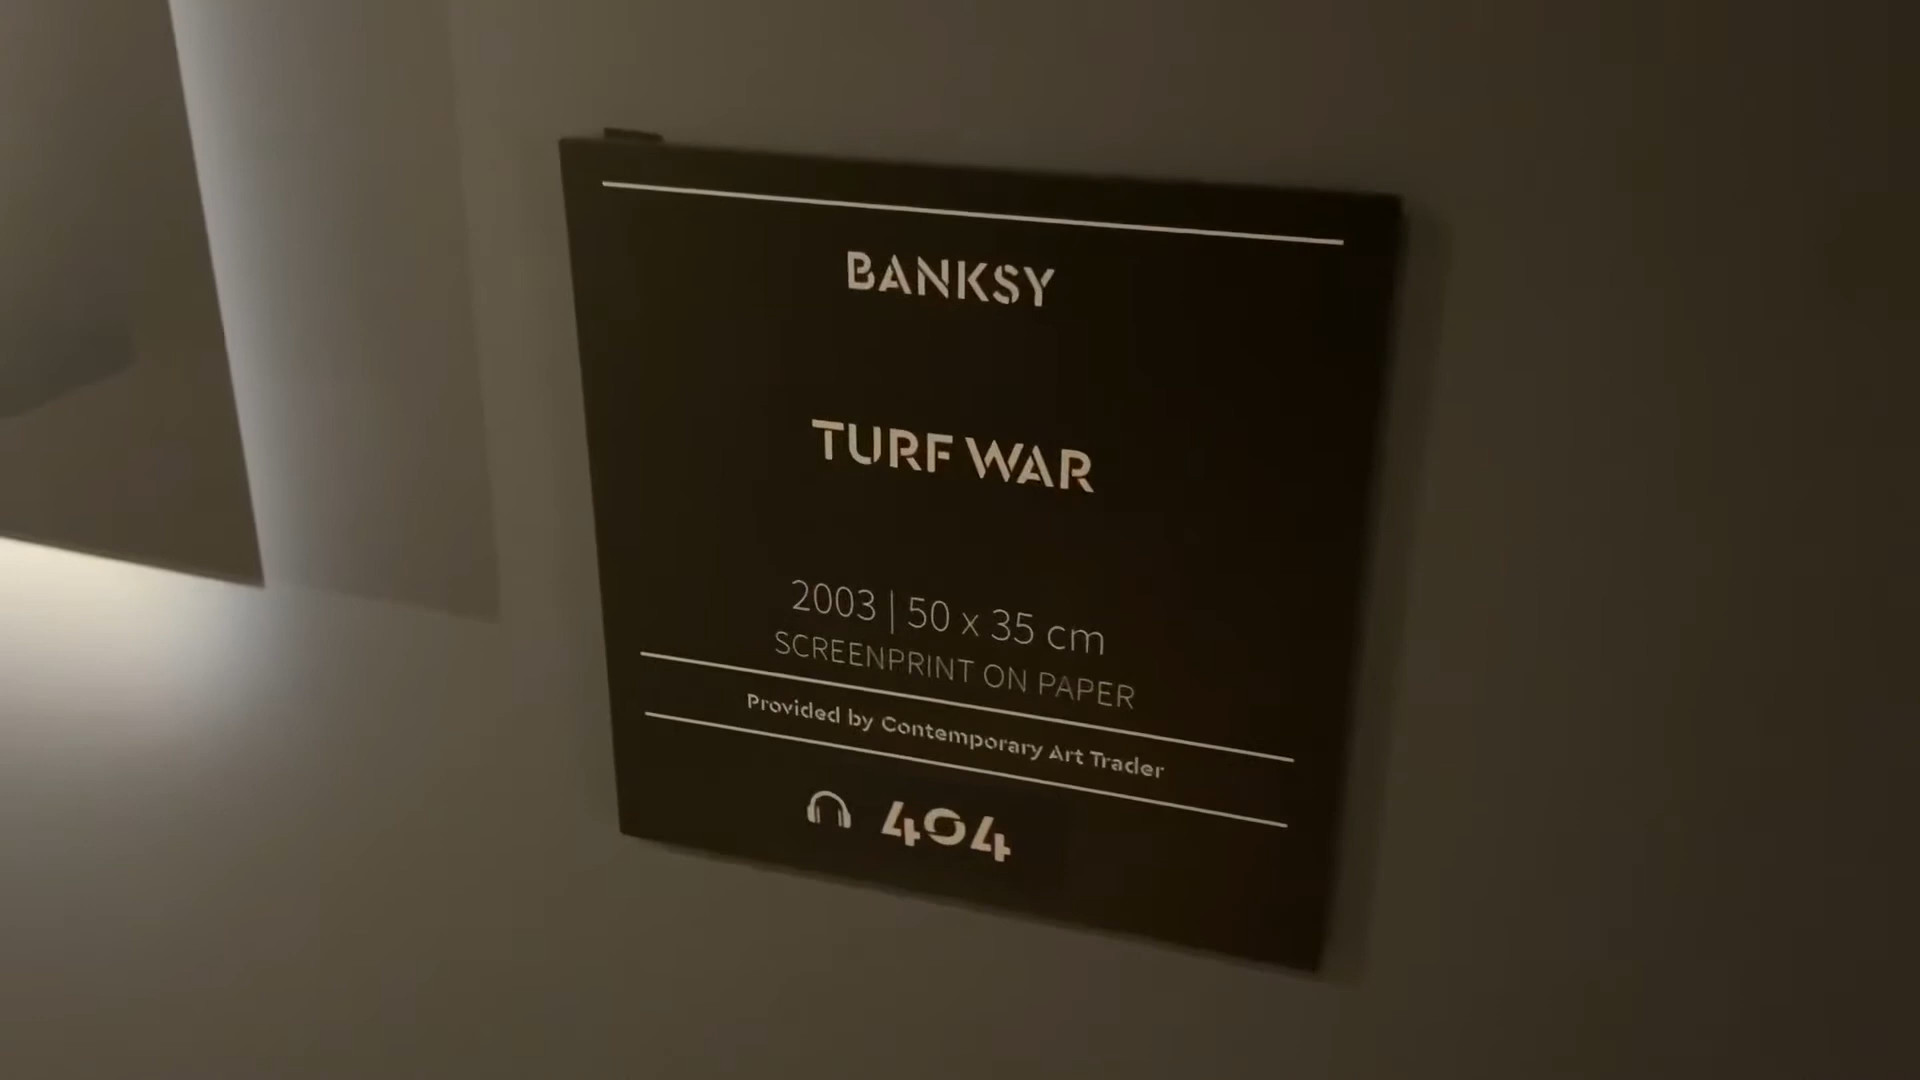 BANKSY
TURF WAR
2003 | 50 x 35 cm
SCREENPRINT ON PAPER
Provided by Contemporary Art Trader
404